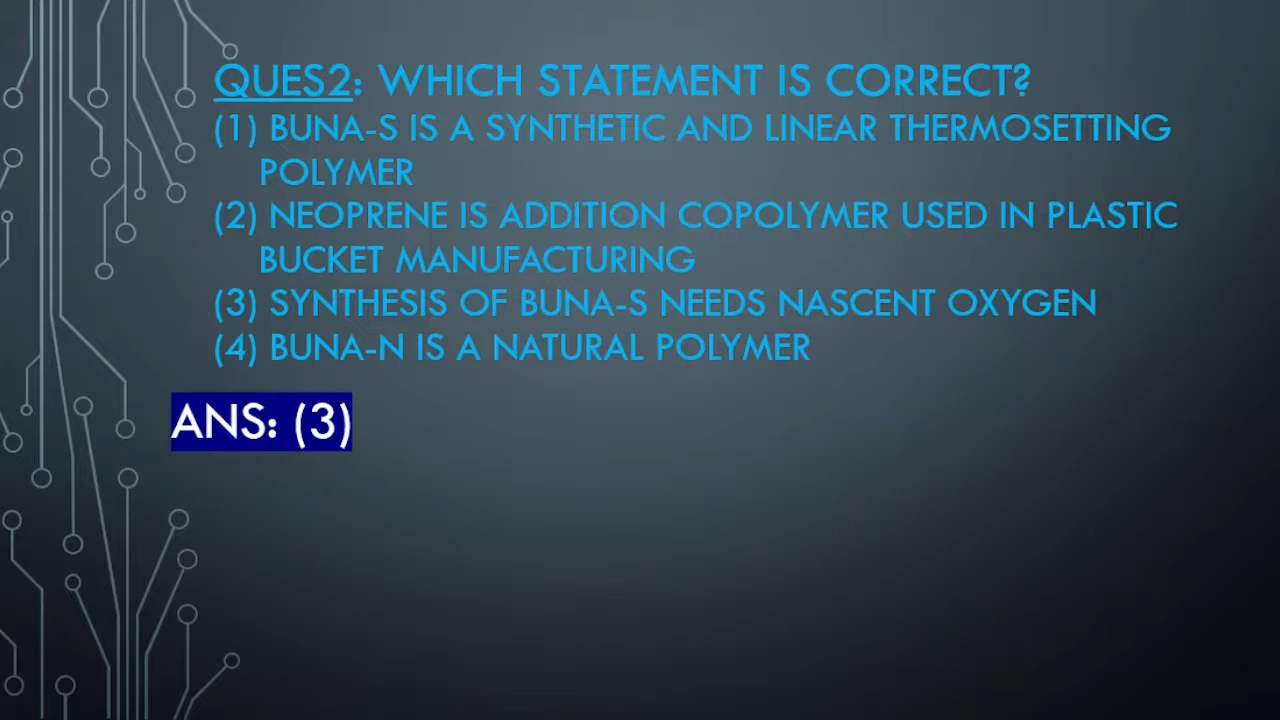 QUES2: WHICH STATEMENT IS CORRECT?
(1) BUNA-S IS A SYNTHETIC AND LINEAR THERMOSETTING
POLYMER
(2) NEOPRENE IS ADDITION COPOLYMER USED IN PLASTIC
BUCKET MANUFACTURING
(3) SYNTHESIS OF BUNA-S NEEDS NASCENT OXYGEN
(4) BUNA-N IS A NATURAL POLYMER
ANS: (3)